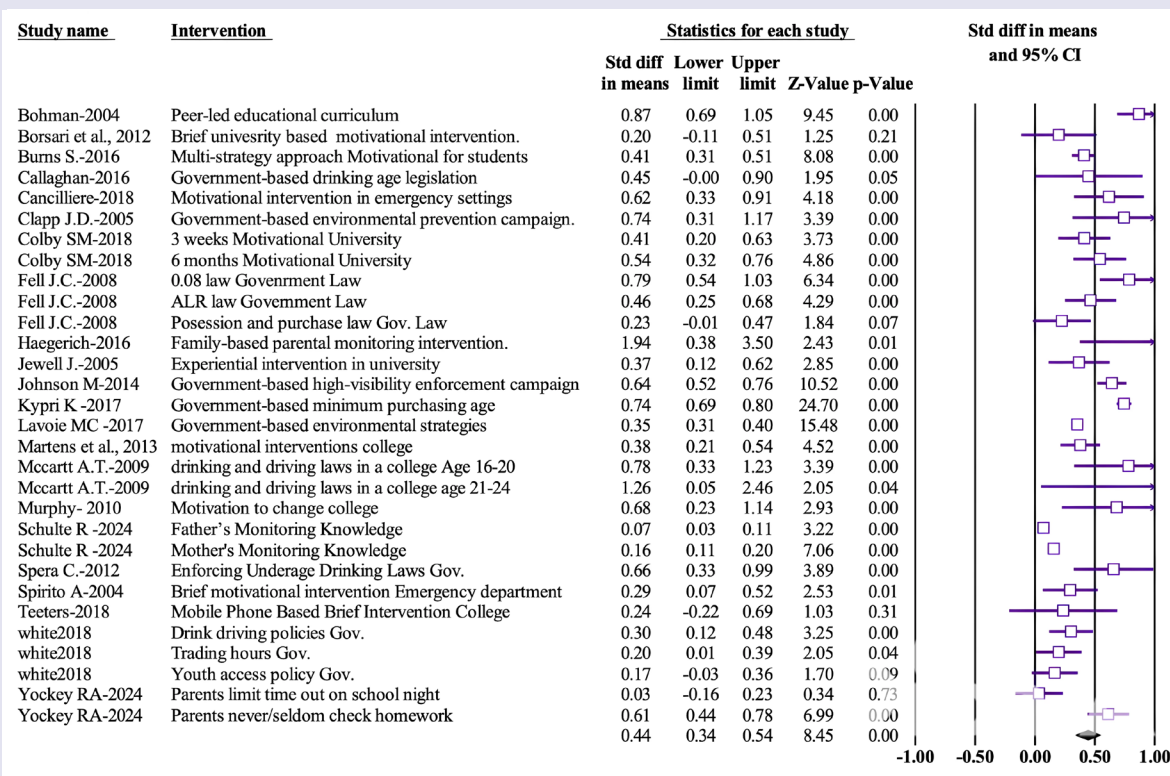 Study name Intervention Statistics for each study Std diff in means
and 95% CI
Std diff Lower Upper
in means limit limit Z-Value p-Value
Bohman-2004 Peer-led educational curriculum 0.87 0.69 1.05 9.45 0.00
Borsari et al., 2012 Brief univesrity based motivational intervention. 0.20 -0.11 0.51 1.25 0.21
Burns S.-2016 Multi-strategy approach Motivational for students 0.41 0.31 0.51 8.08 0.00
Callaghan-2016 Government-based drinking age legislation 0.45 -0.00 0.90 1.95 0.05
Cancilliere-2018 Motivational intervention in emergency settings 0.62 0.33 0.91 4.18 0.00
Clapp J.D.-2005 Government-based environmental prevention campaign. 0.74 0.31 1.17 3.39 0.00
Colby SM-2018 3 weeks Motivational University 0.41 0.20 0.63 3.73 0.00
Colby SM-2018 6 months Motivational University 0.54 0.32 0.76 4.86 0.00
Fell J.C.-2008 0.08 law Govenrment Law 0.79 0.54 1.03 6.34 0.00
Fell J.C.-2008 ALR law Government Law 0.46 0.25 0.68 4.29 0.00
Fell J.C.-2008 Posession and purchase law Gov. Law 0.23 -0.01 0.47 1.84 0.07
Haegerich-2016 Family-based parental monitoring intervention. 1.94 0.38 3.50 2.43 0.01
Jewell J.-2005 Experiential intervention in university 0.37 0.12 0.62 2.85 0.00
Johnson M-2014 Government-based high-visibility enforcement campaign 0.64 0.52 0.76 10.52 0.00
Kypri K -2017 Government-based minimum purchasing age 0.74 0.69 0.80 24.70 0.00
Lavoie MC -2017 Government-based environmental strategies 0.35 0.31 0.40 15.48 0.00
Martens et al., 2013 motivational interventions college 0.38 0.21 0.54 4.52 0.00
Mccartt A.T.-2009 drinking and driving laws in a college Age 16-20 0.78 0.33 1.23 3.39 0.00
Mccartt A.T.-2009 drinking and driving laws in a college age 21-24 1.26 0.05 2.46 2.05 0.04
Murphy- 2010 Motivation to change college 0.68 0.23 1.14 2.93 0.00
Schulte R -2024 Father's Monitoring Knowledge 0.07 0.03 0.11 3.22 0.00
Schulte R -2024 Mother's Monitoring Knowledge 0.16 0.11 0.20 7.06 0.00
Spera C.-2012 Enforcing Underage Drinking Laws Gov. 0.66 0.33 0.99 3.89 0.00
Spirito A-2004 Brief motivational intervention Emergency department 0.29 0.07 0.52 2.53 0.01
Teeters-2018 Mobile Phone Based Brief Intervention College 0.24 -0.22 0.69 1.03 0.31
white2018 Drink driving policies Gov. 0.30 0.12 0.48 3.25 0.00
white2018 Trading hours Gov. 0.20 0.01 0.39 2.05 0.04
white2018 Youth access policy Gov. 0.17 -0.03 0.36 1.70 0.09
Yockey RA-2024 Parents limit time out on school night 0.03 -0.16 0.23 0.34 0.73
Yockey RA-2024 Parents never/seldom check homework 0.61 0.44 0.78 6.99 0.00
0.44 0.34 0.54 8.45 0.00
-1.00 -0.50 0.00 0.50 1.00